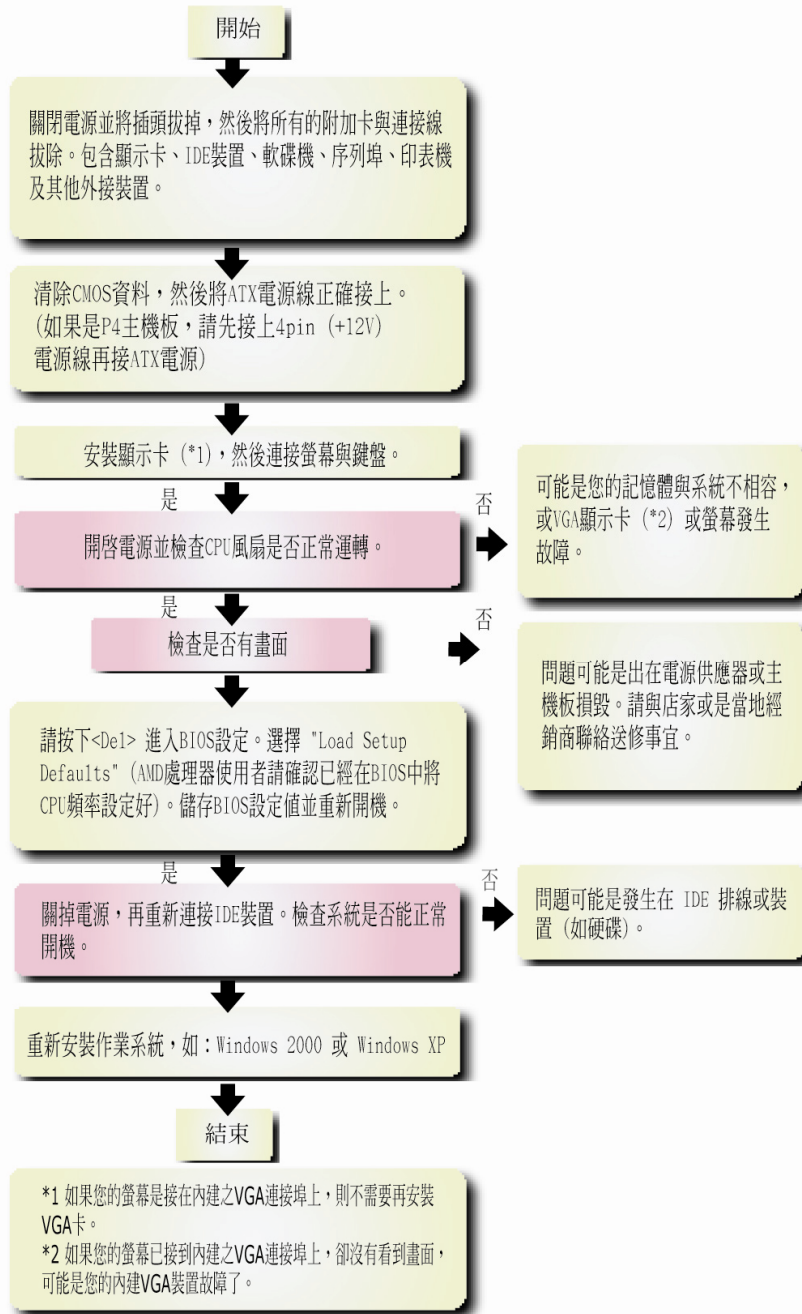 開始
關閉電源並將插頭拔掉，然後將所有的附加卡與連接線
拔除。包含顯示卡、IDE裝置、軟碟機、序列埠、印表機
及其他外接裝置。
清除CMOS資料，然後將ATX電源線正確接上。
(如果是P4主機板，請先接上4pin (+12V)
電源線再接ATX電源)
安裝顯示卡 (*1)，然後連接螢幕與鍵盤。
是
否
開啓電源並檢查CPU風扇是否正常運轉。
可能是您的記憶體與系統不相容，
或VGA顯示卡 (*2) 或螢幕發生
故障。
是
否
檢查是否有畫面
問題可能是出在電源供應器或主
機板損毀。請與店家或是當地經
銷商聯絡送修事宜。
請按下<Del> 進入BIOS設定。選擇 "Load Setup
Defaults" (AMD處理器使用者請確認已經在BIOS中將
CPU頻率設定好)。儲存BIOS設定值並重新開機。
是
否
關掉電源，再重新連接IDE裝置。檢查系統是否能正常
開機。
問題可能是發生在 IDE 排線或裝
置 (如硬碟)。
重新安裝作業系統，如：Windows 2000 或 Windows XP
結束
*1 如果您的螢幕是接在內建之VGA連接埠上，則不需要再安裝
VGA卡。
*2 如果您的螢幕已接到內建之VGA連接埠上，卻沒有看到畫面，
可能是您的內建VGA裝置故障了。